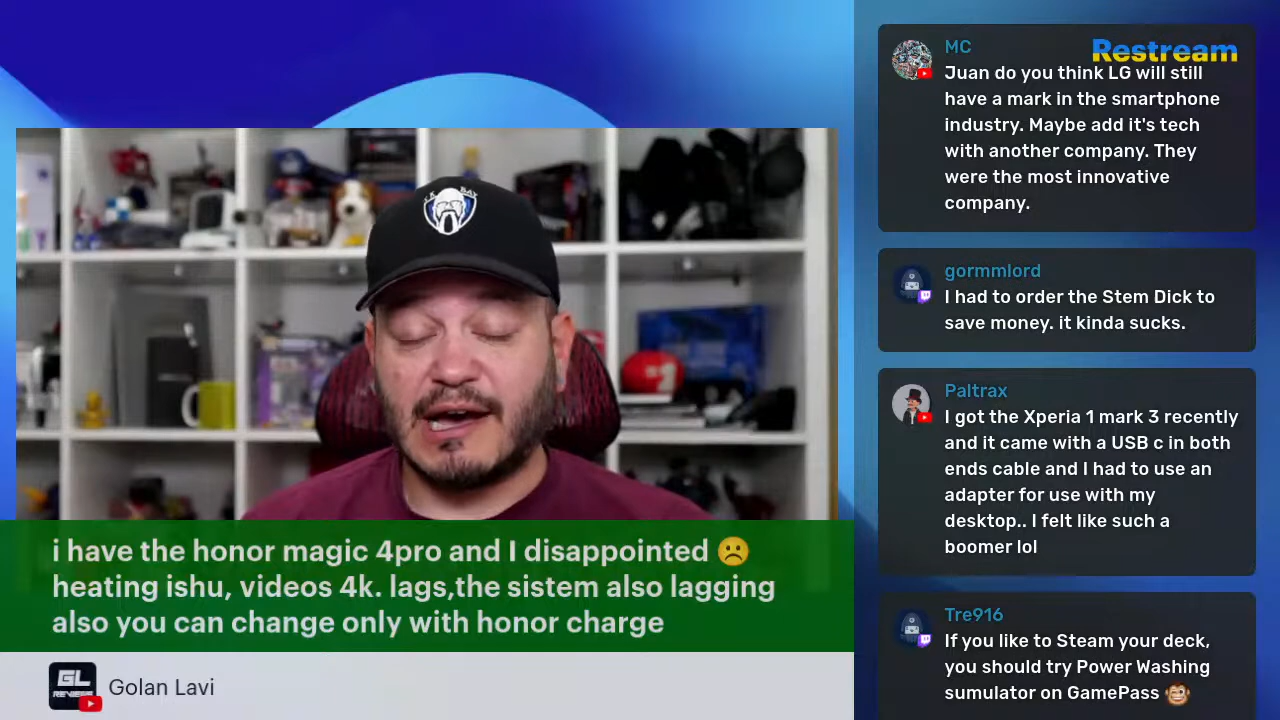 i have the honor magic 4pro and I disappointed ☹️
heating ishu, videos 4k. lags,the sistem also lagging
also you can change only with honor charge
GL
REVIEWS
Golan Lavi
Restream
MC
Juan do you think LG will still
have a mark in the smartphone
industry. Maybe add it's tech
with another company. They
were the most innovative
company.
gormmlord
I had to order the Stem Dick to
save money. it kinda sucks.
Paltrax
I got the Xperia 1 mark 3 recently
and it came with a USB c in both
ends cable and I had to use an
adapter for use with my
desktop.. I felt like such a
boomer lol
Tre916
If you like to Steam your deck,
you should try Power Washing
sumulator on GamePass 🐵